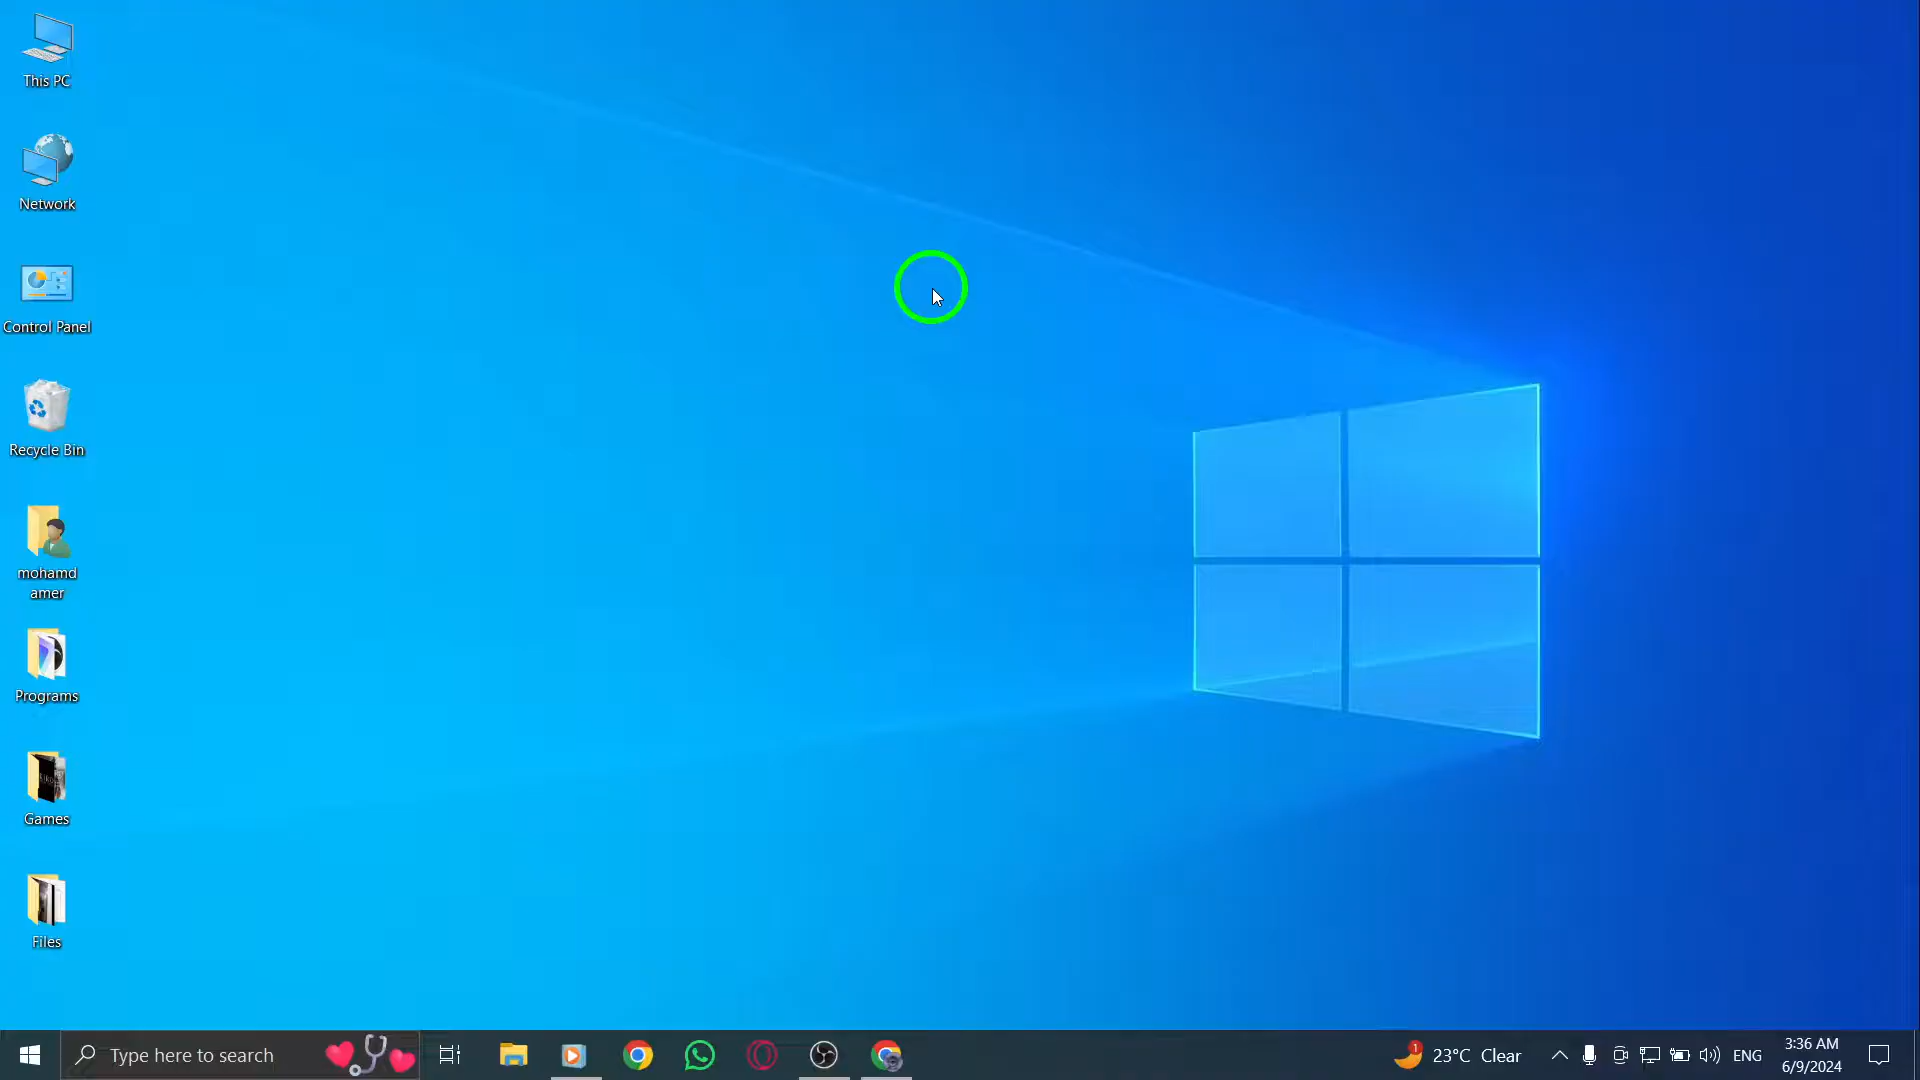 This PC
Network
Control Panel
Recycle Bin
mohamd
amer
Programs
Games
Files
Type here to search
1
23°C Clear
ENG
3:36 AM
6/9/2024